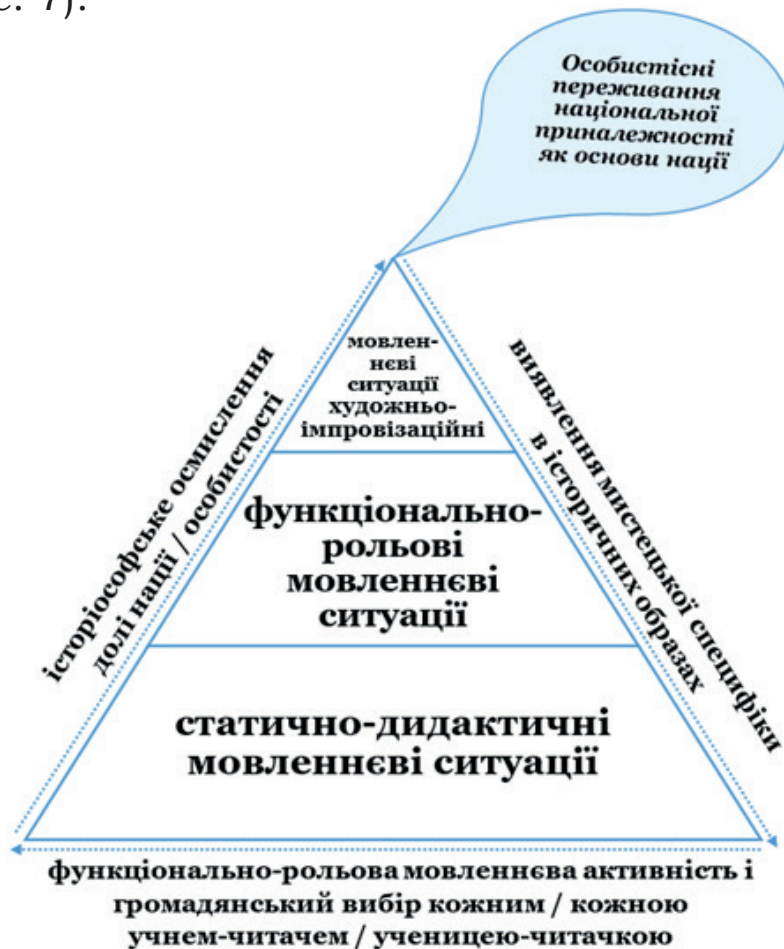 с. 7).
Особистісні
переживання
національної
приналежності
як основи нації
мовлен-
нєві
ситуації
художньо-
імпровізаційні
історіософське осмислення
долі нації / особистості
виявлення мистецької специфіки
в історичних образах
функціонально-
рольові
мовленнєві
ситуації
статично-дидактичні
мовленнєві ситуації
функціонально-рольова мовленнєва активність і
громадянський вибір кожним / кожною
учнем-читачем / ученицею-читачкою